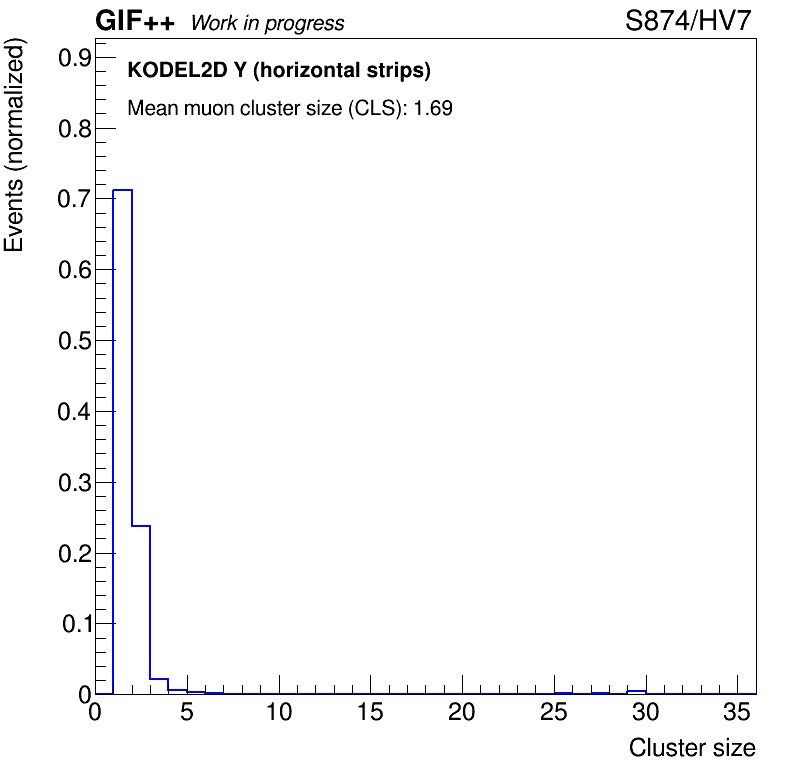 GIF++ Work in progress S874/HV7
Events (normalized)
KODEL2D Y (horizontal strips)
Mean muon cluster size (CLS): 1.69
0.9
0.8
0.7
0.6
0.5
0.4
0.3
0.2
0.1
0
0 5 10 15 20 25 30 35
Cluster size